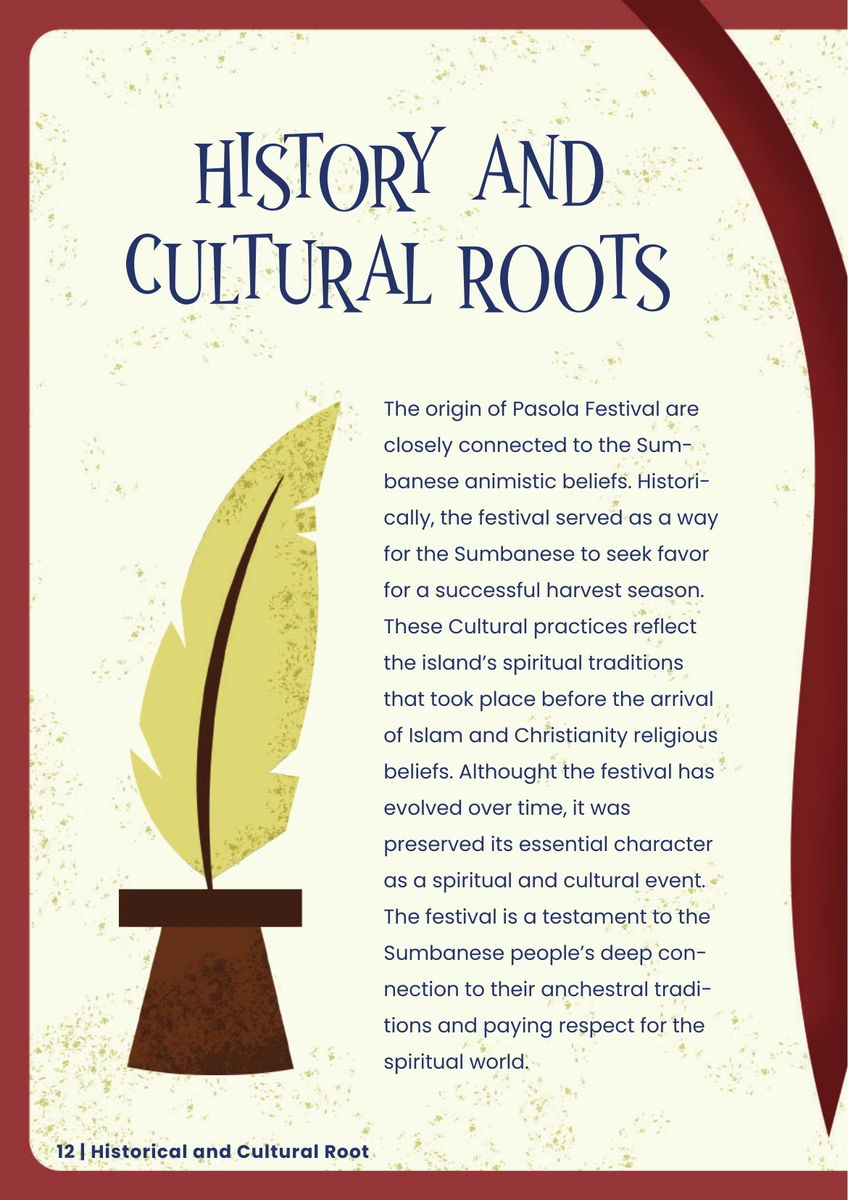 HISTORY AND
CULTURAL ROOTS
The origin of Pasola Festival are
closely connected to the Sum-
banese animistic beliefs. Histori-
cally, the festival served as a way
for the Sumbanese to seek favor
for a successful harvest season.
These Cultural practices reflect
the island’s spiritual traditions
that took place before the arrival
of Islam and Christianity religious
beliefs. Althought the festival has
evolved over time, it was
preserved its essential character
as a spiritual and cultural event.
The festival is a testament to the
Sumbanese people’s deep con-
nection to their anchestral tradi-
tions and paying respect for the
spiritual world.
12 | Historical and Cultural Root